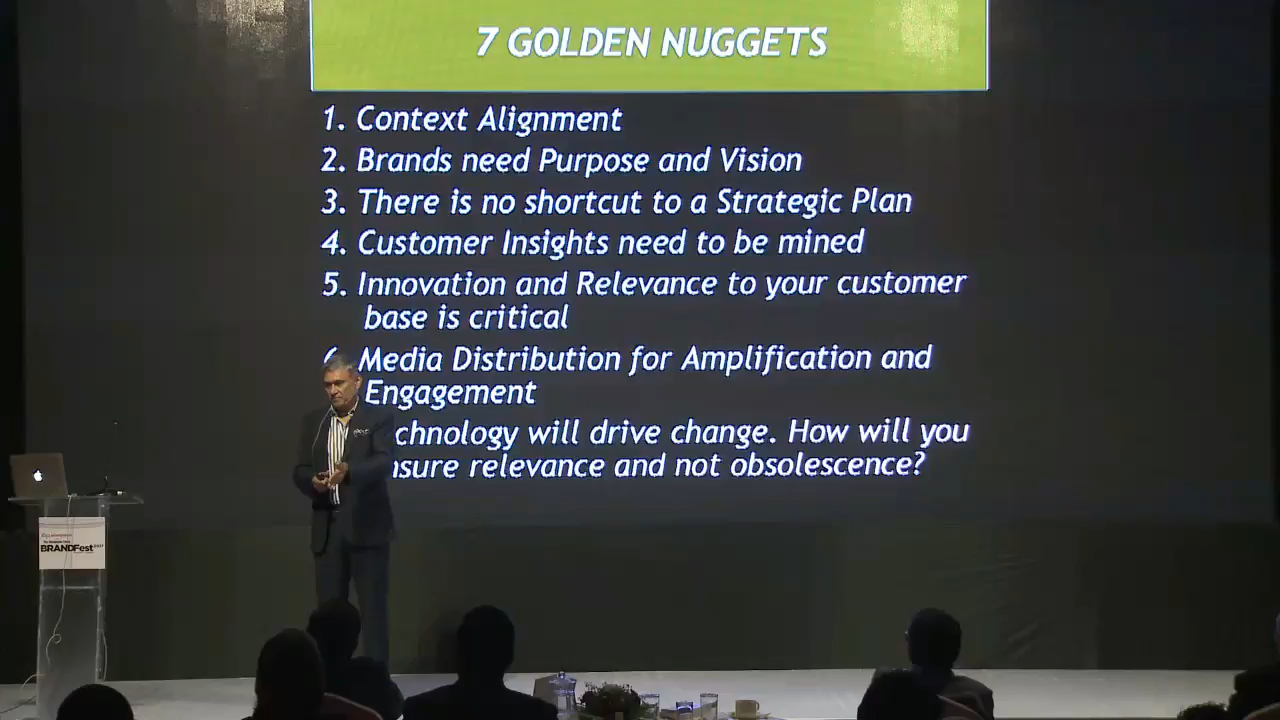 7 GOLDEN NUGGETS
1. Context Alignment
2. Brands need Purpose and Vision
3. There is no shortcut to a Strategic Plan
4. Customer Insights need to be mined
5. Innovation and Relevance to your customer
base is critical
Media Distribution for Amplification and
Engagement
chnology will drive change. How will you
nsure relevance and not obsolescence?
BRANDFest